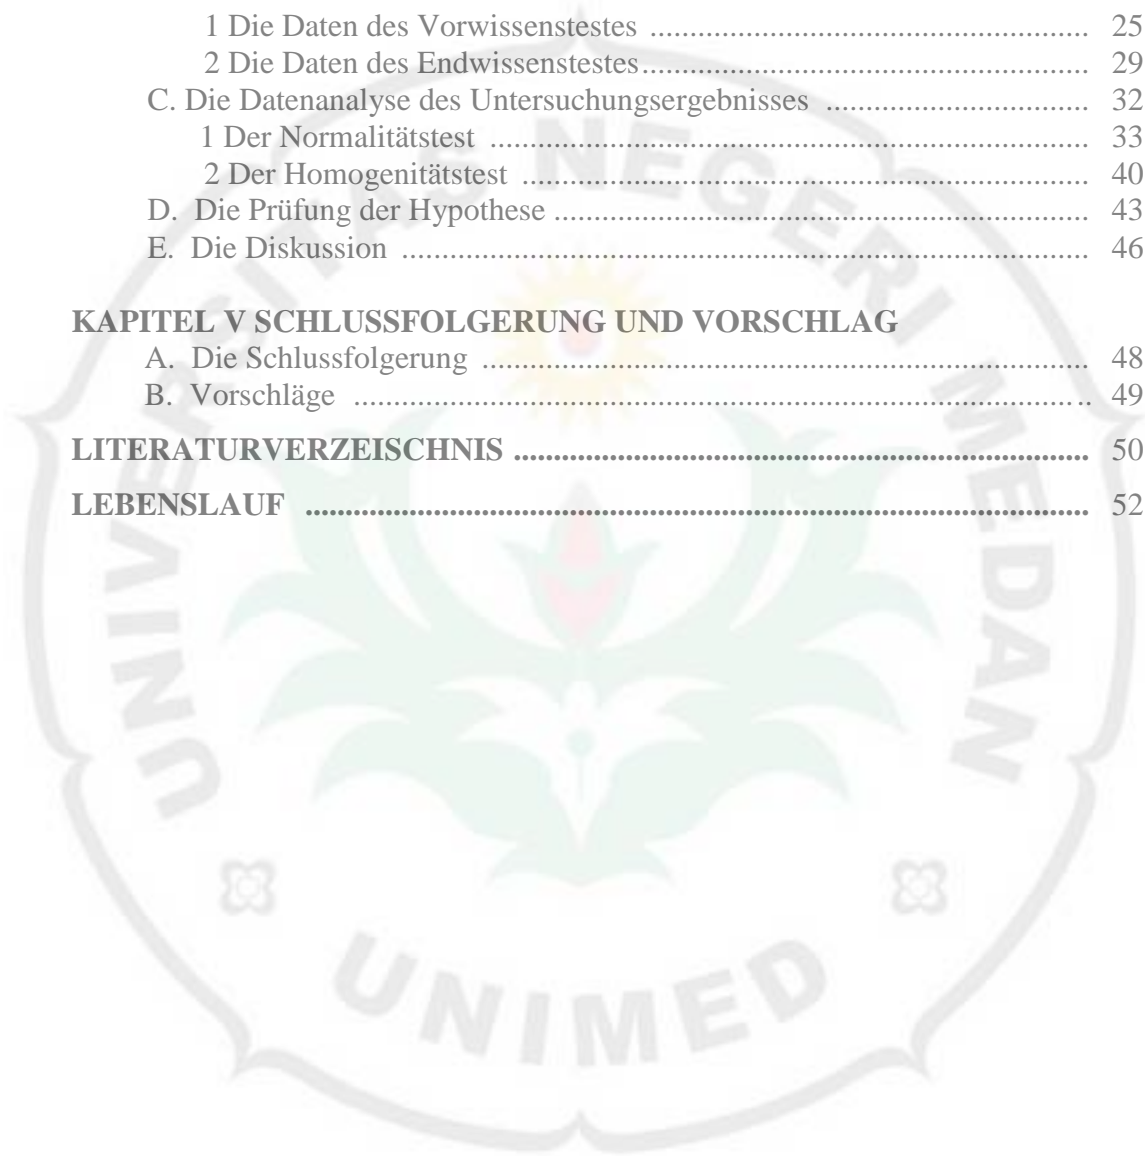 1 Die Daten des Vorwissenstestes ........................................................ 25
2 Die Daten des Endwissenstestes......................................................... 29
C. Die Datenanalyse des Untersuchungsergebnisses .................................. 32
1 Der Normalitätstest ............................................................................ 33
2 Der Homogenitätstest ........................................................................ 40
D. Die Prüfung der Hypothese .................................................................... 43
E. Die Diskussion ........................................................................................ 46
KAPITEL V SCHLUSSFOLGERUNG UND VORSCHLAG
A. Die Schlussfolgerung .............................................................................. 48
B. Vorschläge ............................................................................................... 49
LITERATURVERZEISCHNIS .......................................................................... 50
LEBENSLAUF .................................................................................................... 52
UNIVERSITAS NEGERI MEDAN
UNIMED